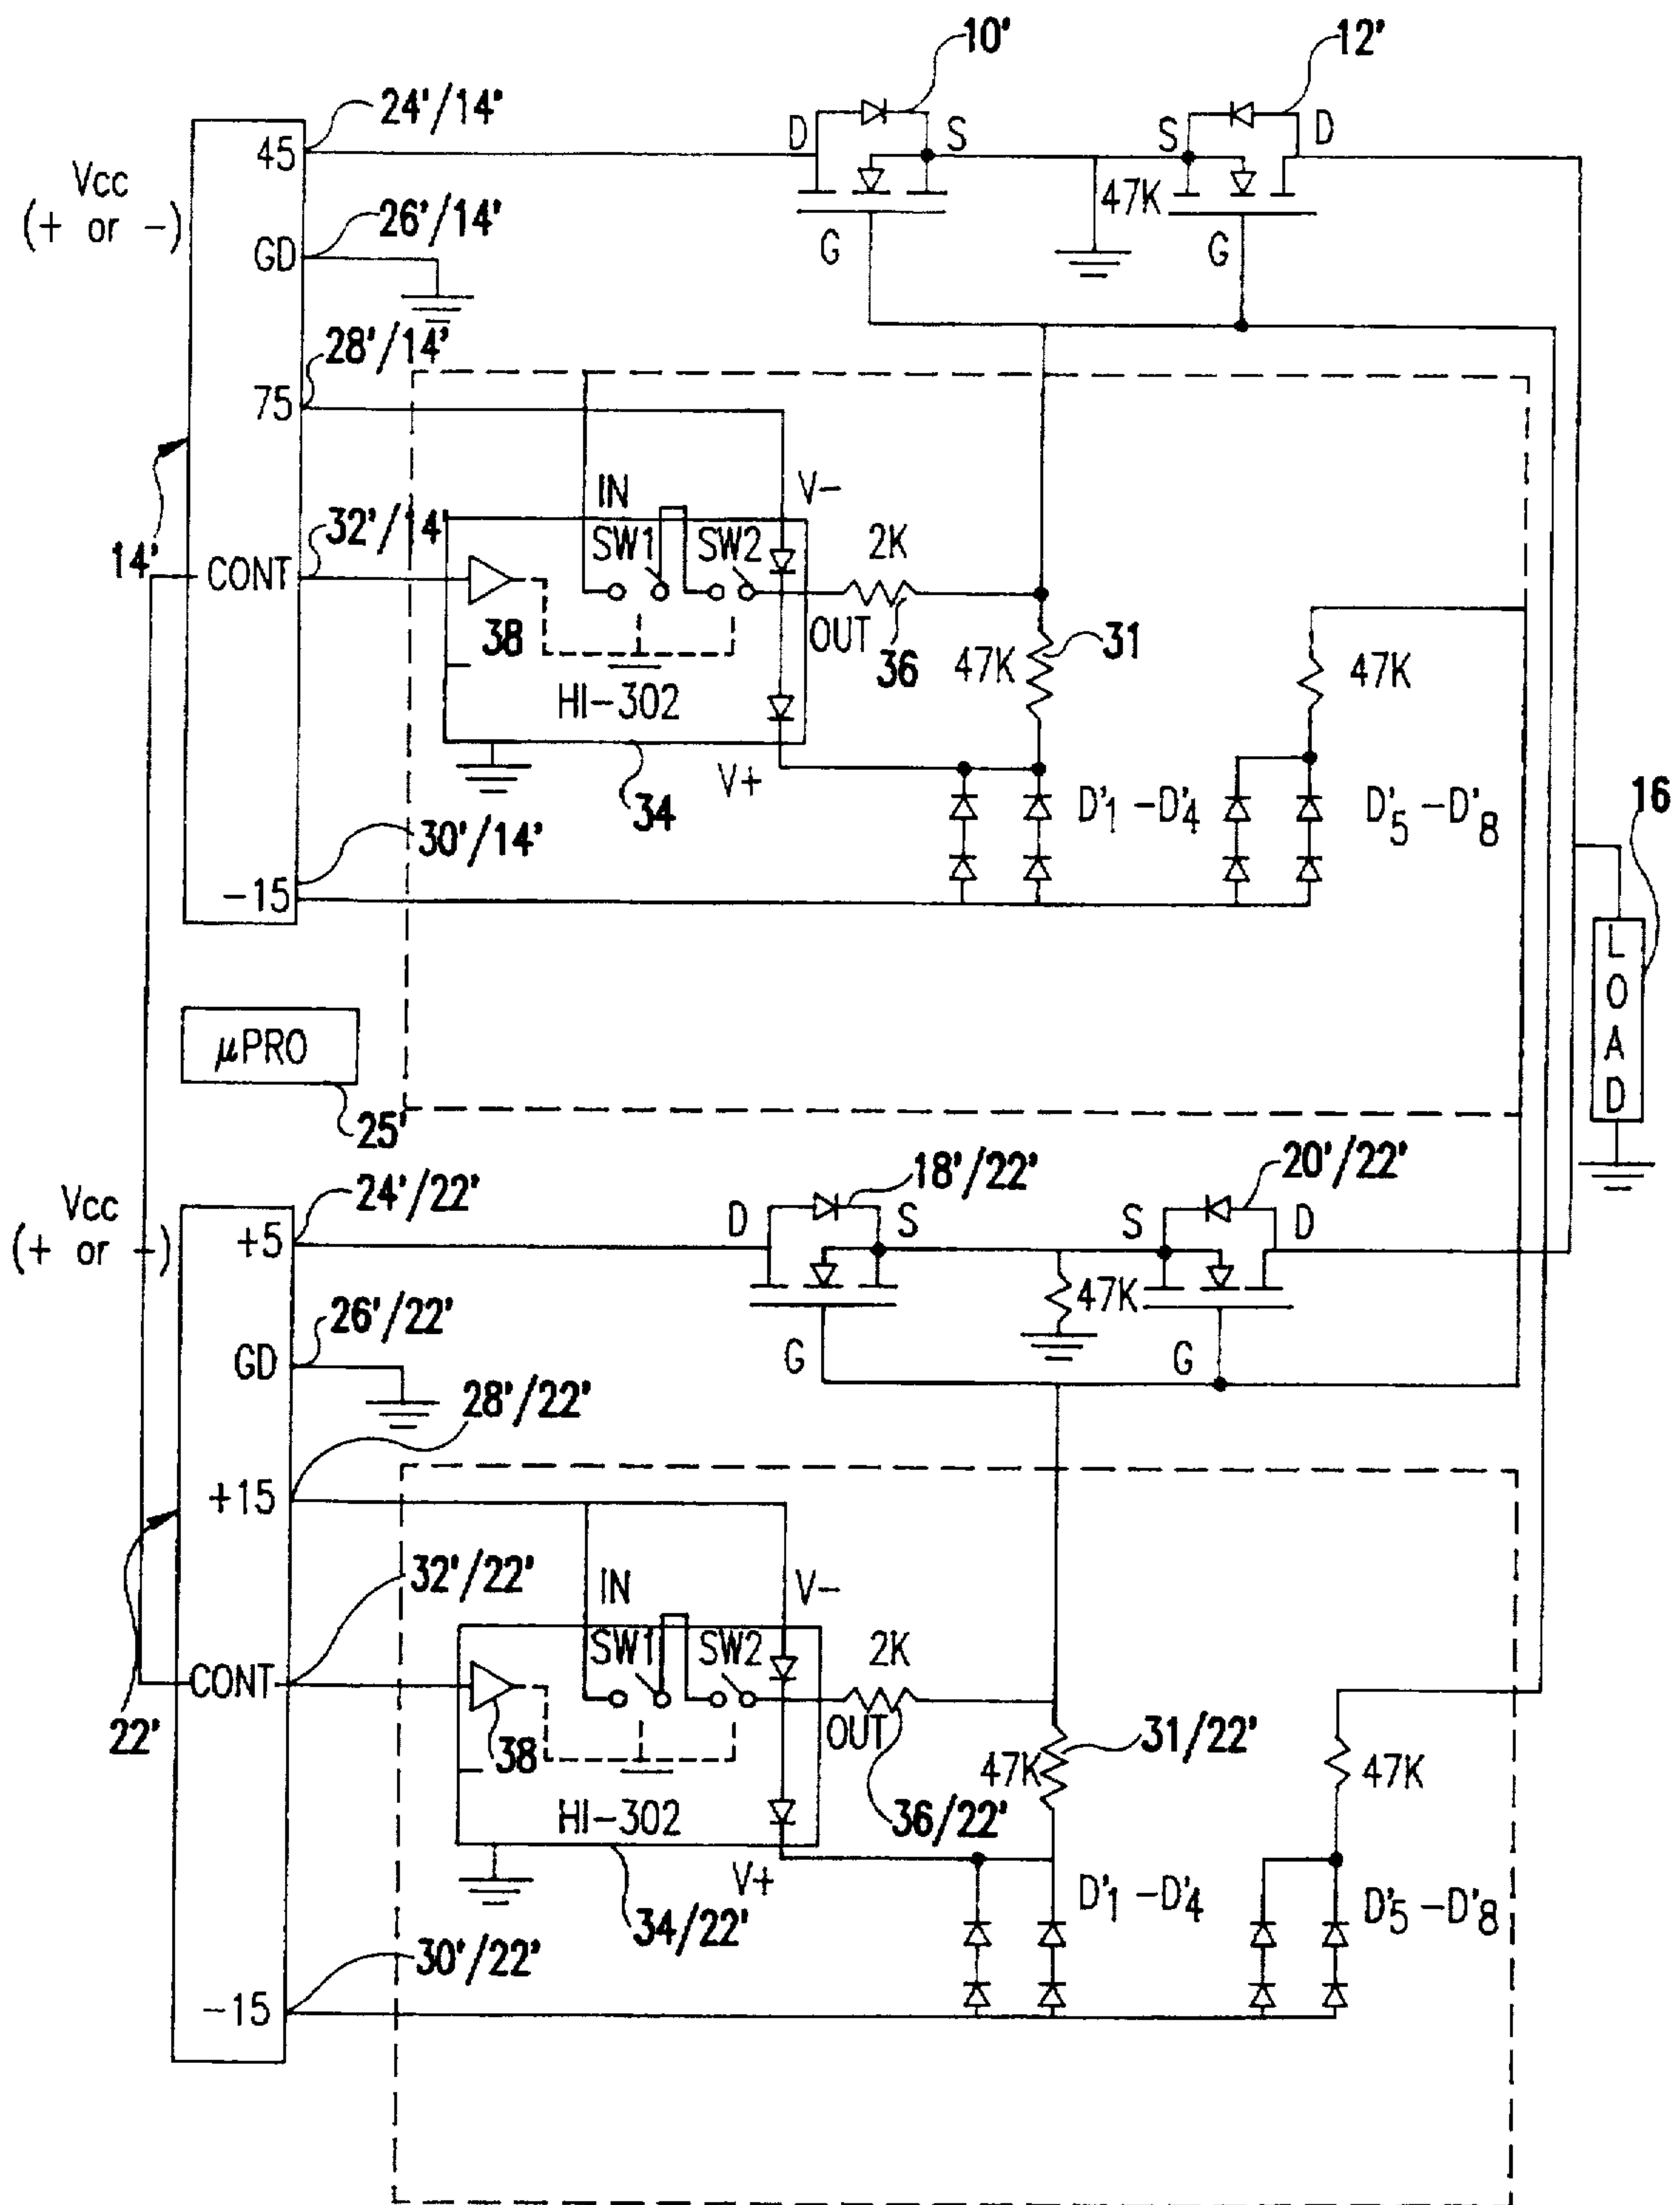 10'
12'
24'/14'
45
D
S
S
D
Vcc
(+ or -)
26'/14'
47K
GD
G
G
28'/14'
75
IN
V-
32'/14'
SW1
SW2
2K
14'
CONT
38
OUT
36
47K
31
47K
HI-302
V+
34
D'1 -D'4
D'5 -D'8
16
30'/14'
-15
LOAD
μPRO
25'
18'/22'
20'/22'
24'/22'
Vcc
(+ or -)
+5
D
S
S
D
26'/22'
47K
GD
G
G
28'/22'
+15
32'/22'
IN
V-
SW1
SW2
2K
CONT
22'
38
OUT
31/22'
47K
47K
36/22'
HI-302
V+
34/22'
D'1 -D'4
D'5 -D'8
30'/22'
-15